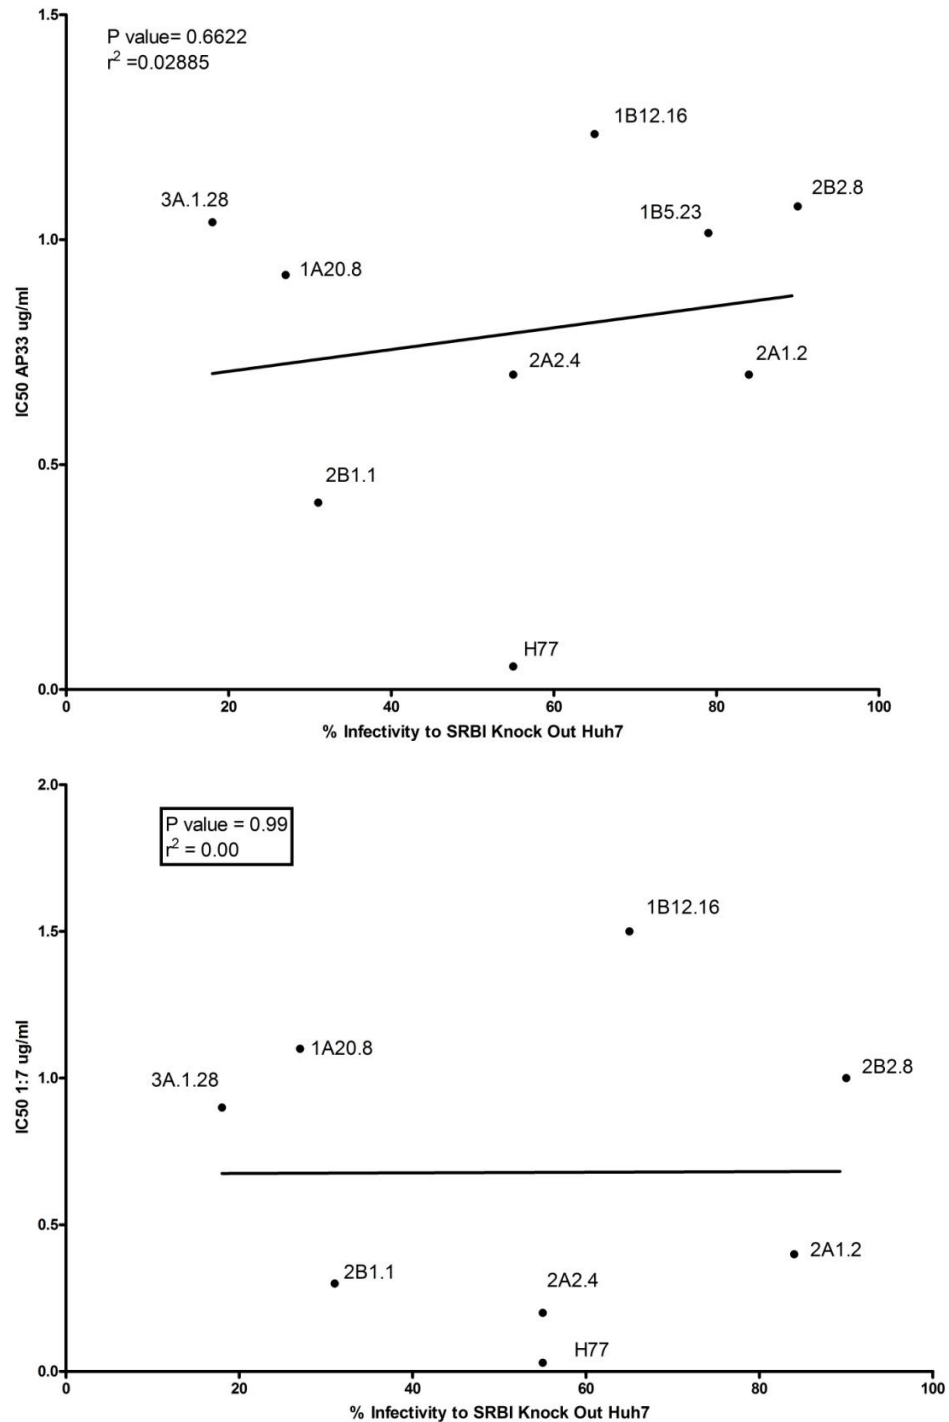 1.5
P value= 0.6622
r² =0.02885
1B12.16
3A.1.28
2B2.8
1B5.23
1.0
1A20.8
IC50 AP33 ug/ml
2A2.4
2A1.2
0.5
2B1.1
H77
0.0
0 20 40 60 80 100
% Infectivity to SRBI Knock Out Huh7
2.0
P value = 0.99
r² = 0.00
1B12.16
1.5
1A20.8
3A.1.28
2B2.8
1.0
IC50 1:7 ug/ml
0.5
2A1.2
2B1.1
2A2.4
H77
0.0
0 20 40 60 80 100
% Infectivity to SRBI Knock Out Huh7